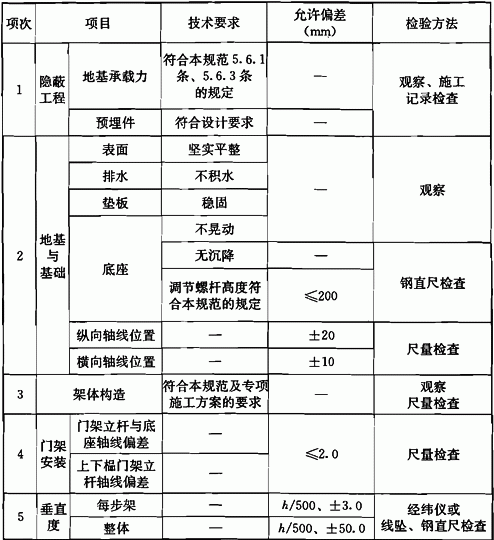 项次 项目 技术要求 允许偏差
(mm) 检验方法
1 隐蔽
工程 地基承载力 符合本规范5.6.1
条、5.6.3条
的规定 — 观察、施工
记录检查
预埋件 符合设计要求 —
2 地基
与
基础 表面 坚实平整 — 观察
排水 不积水
垫板 稳固
底座 不晃动
无沉降 — 钢直尺检查
调节螺杆高度符
合本规范的规定 ≤200
纵向轴线位置 — ±20 尺量检查
横向轴线位置 — ±10
3 架体构造 符合本规范及专项
施工方案的要求 — 观察
尺量检查
4 门架
安装 门架立杆与底
座轴线偏差 — ≤2.0 尺量检查
上下榀门架立
杆轴线偏差 —
5 垂直
度 每步架 — h/500、±3.0 经纬仪或
线坠、钢直尺检查
整体 — h/500、±50.0